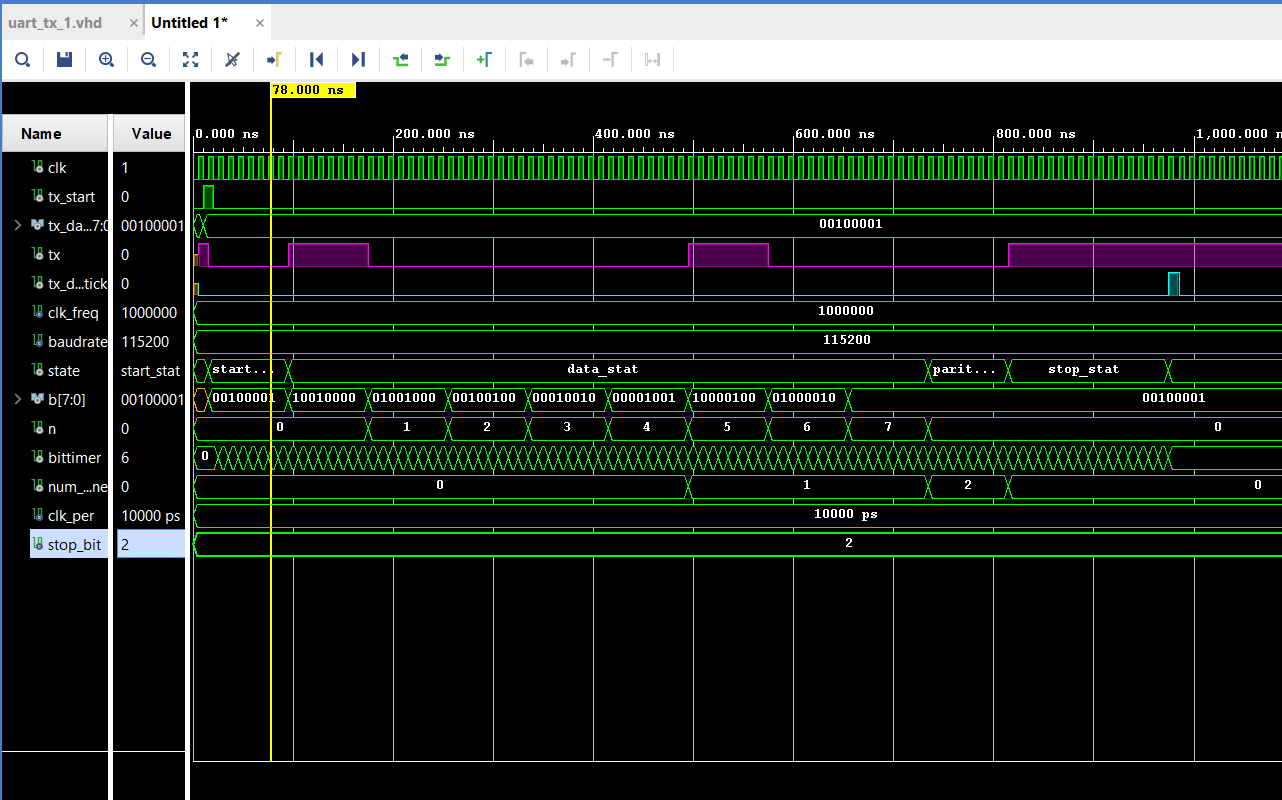 uart_tx_1.vhd × Untitled 1* ×
78.000 ns
Name Value 0.000 ns 200.000 ns 400.000 ns 600.000 ns 800.000 ns 1,000.000 n
clk 1
tx_start 0
> tx_da...7:0 00100001 00100001
tx 0
tx_d...tick 0
clk_freq 1000000 1000000
baudrate 115200 115200
state start_stat start... data_stat parit... stop_stat
> b[7:0] 00100001 00100001 10010000 01001000 00100100 00010010 00001001 10000100 01000010 00100001
n 0 0 1 2 3 4 5 6 7 0
bittimer 6 0
num_...ne 0 0 1 2 0
clk_per 10000 ps 10000 ps
stop_bit 2 2